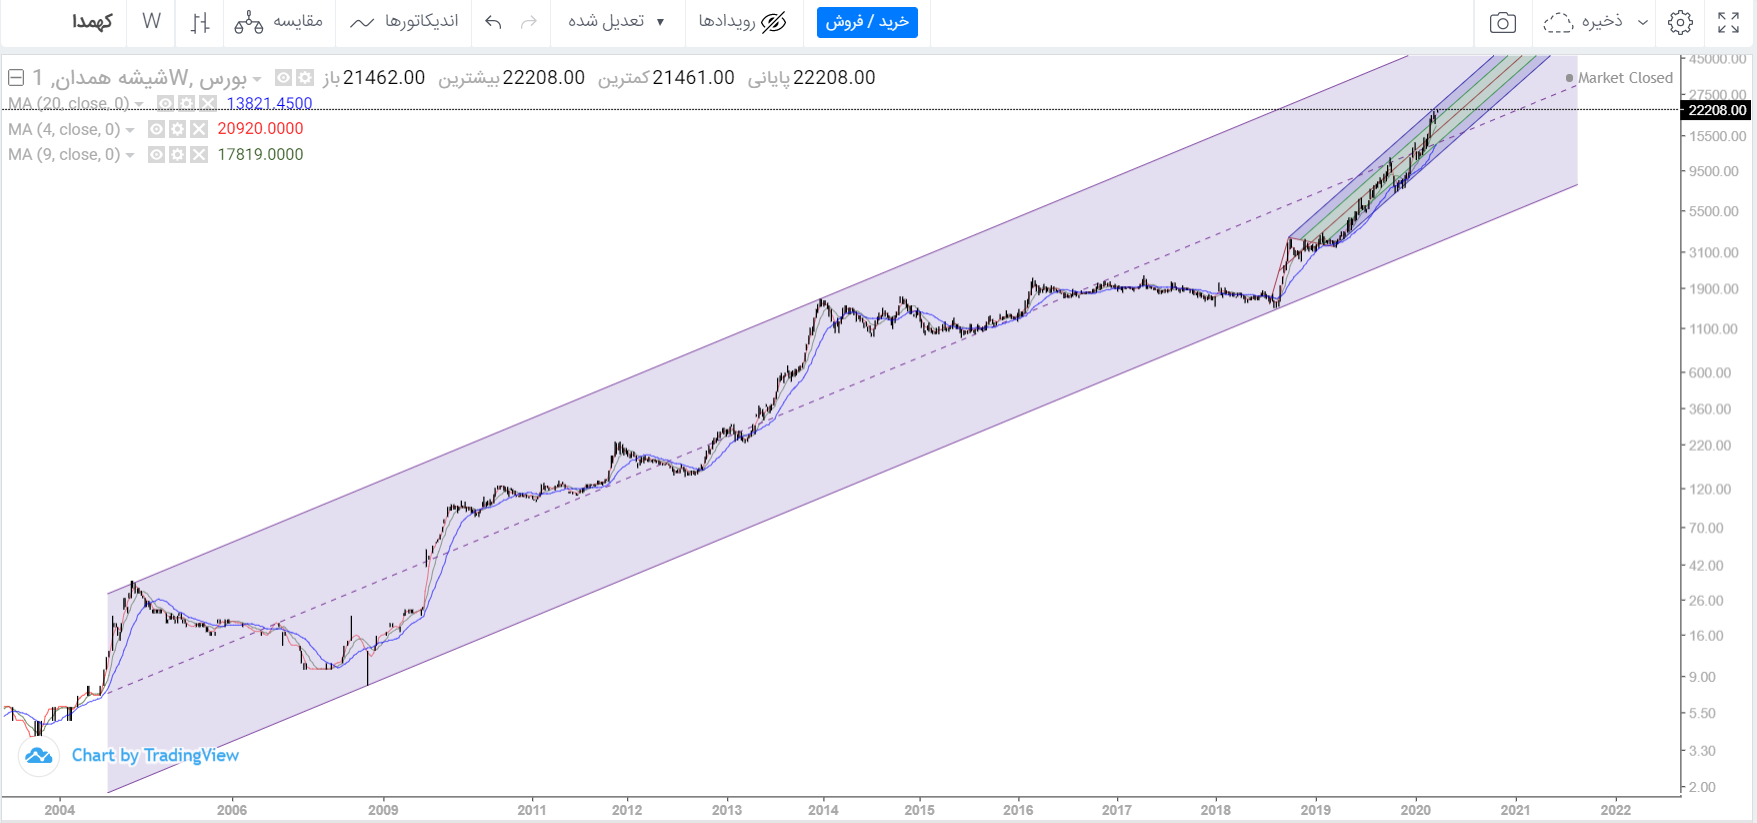 کهمدا W مقایسه اندیکاتورها تعدیل شده رویدادها خرید / فروش ذخیره
شیشه همدان, 1W, بورس باز 21462.00 بیشترین 22208.00 کمترین 21461.00 پایانی 22208.00
Market Closed
MA (20, close, 0) 13821.4500
MA (4, close, 0) 20920.0000
MA (9, close, 0) 17819.0000
45000.00
27500.00
22208.00
15500.00
9500.00
5500.00
3100.00
1900.00
1100.00
600.00
360.00
220.00
120.00
70.00
42.00
26.00
16.00
9.00
5.50
3.30
2.00
Chart by TradingView
2004 2006 2009 2011 2012 2013 2014 2015 2016 2017 2018 2019 2020 2021 2022